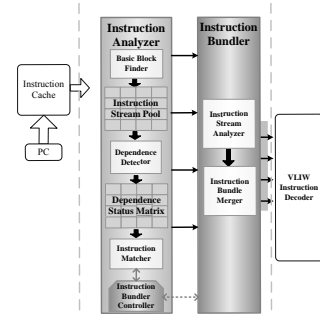 Instruction
Cache
PC
Instruction
Analyzer
Basic Block
Finder
Instruction
Stream Pool
Dependence
Detector
Dependence
Status Matrix
Instruction
Matcher
Instruction
Bundler
Controller
Instruction
Bundler
Instruction
Stream
Analyzer
Instruction
Bundle
Merger
VLIW
Instruction
Decoder